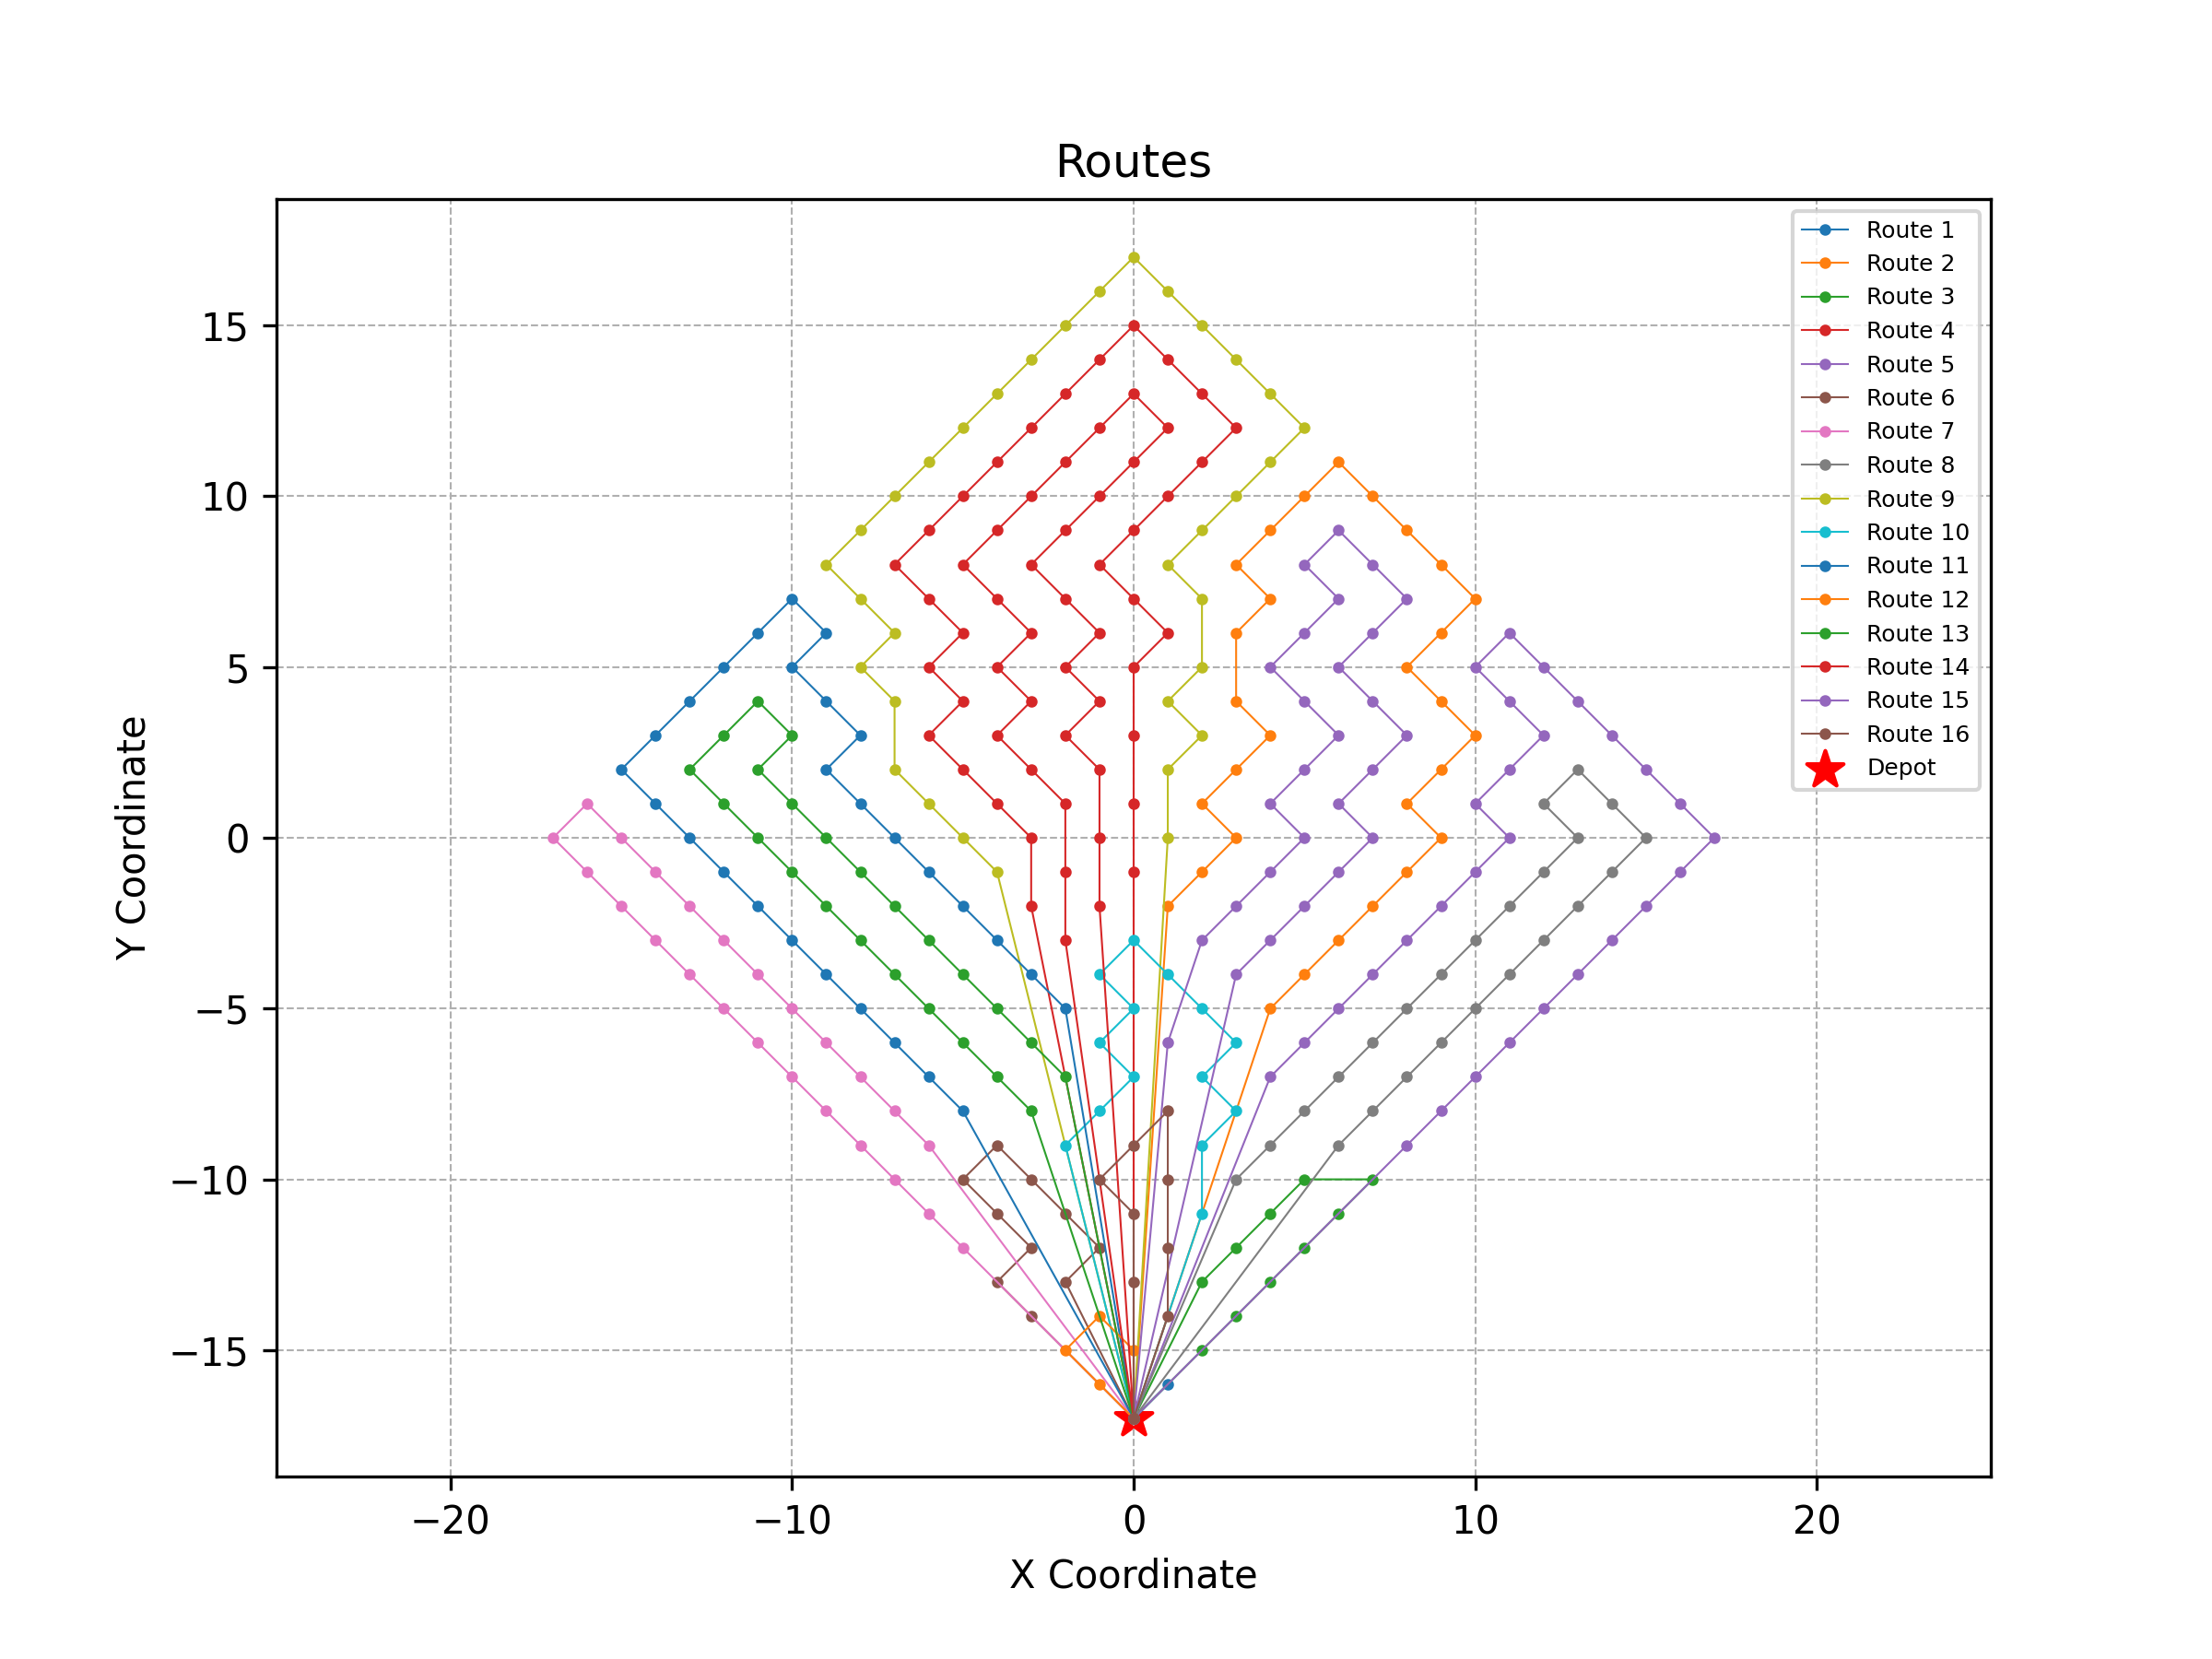 Routes
Route 1
Route 2
Route 3
Route 4
Route 5
Route 6
Route 7
Route 8
Route 9
Route 10
Route 11
Route 12
Route 13
Route 14
Route 15
Route 16
Depot
15
10
5
0
−5
−10
−15
Y Coordinate
−20 −10 0 10 20
X Coordinate